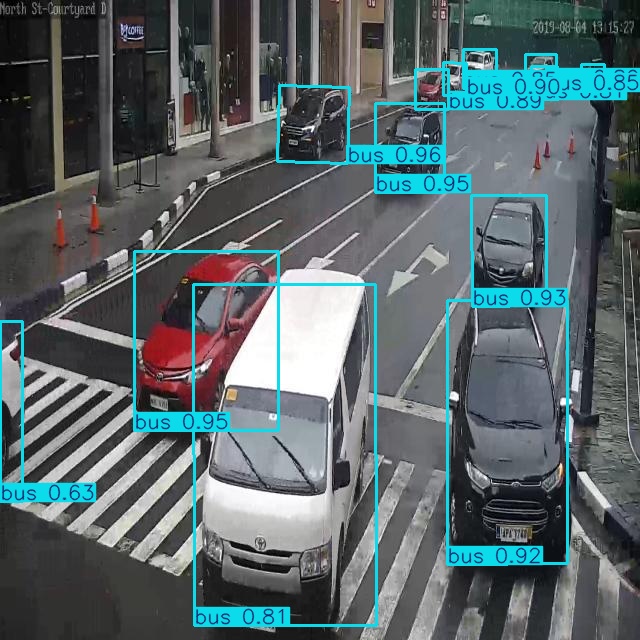 North St-Courtyard D
2019-08-04 13:15:27
COFFEE
bus 0.90
bus 0.85
bus 0.89
bus 0.96
bus 0.95
bus 0.93
bus 0.95
bus 0.63
bus 0.92
bus 0.81